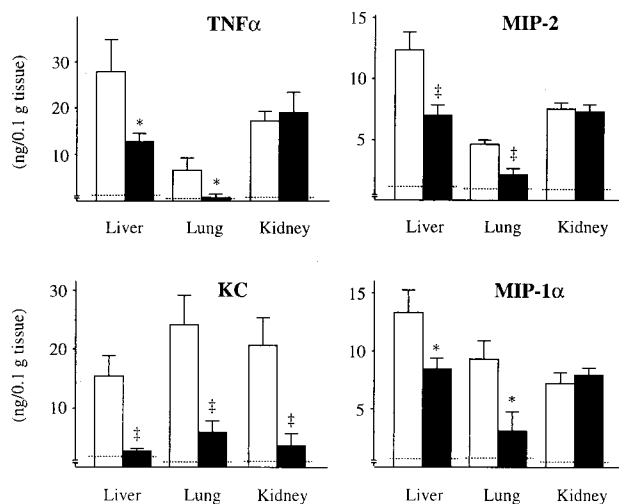 TNFα
(ng/0.1 g tissue)
30
20
10
*
*
Liver Lung Kidney
MIP-2
15
10
5
‡
‡
Liver Lung Kidney
KC
(ng/0.1 g tissue)
30
20
10
‡
‡
‡
Liver Lung Kidney
MIP-1α
15
10
5
*
*
Liver Lung Kidney